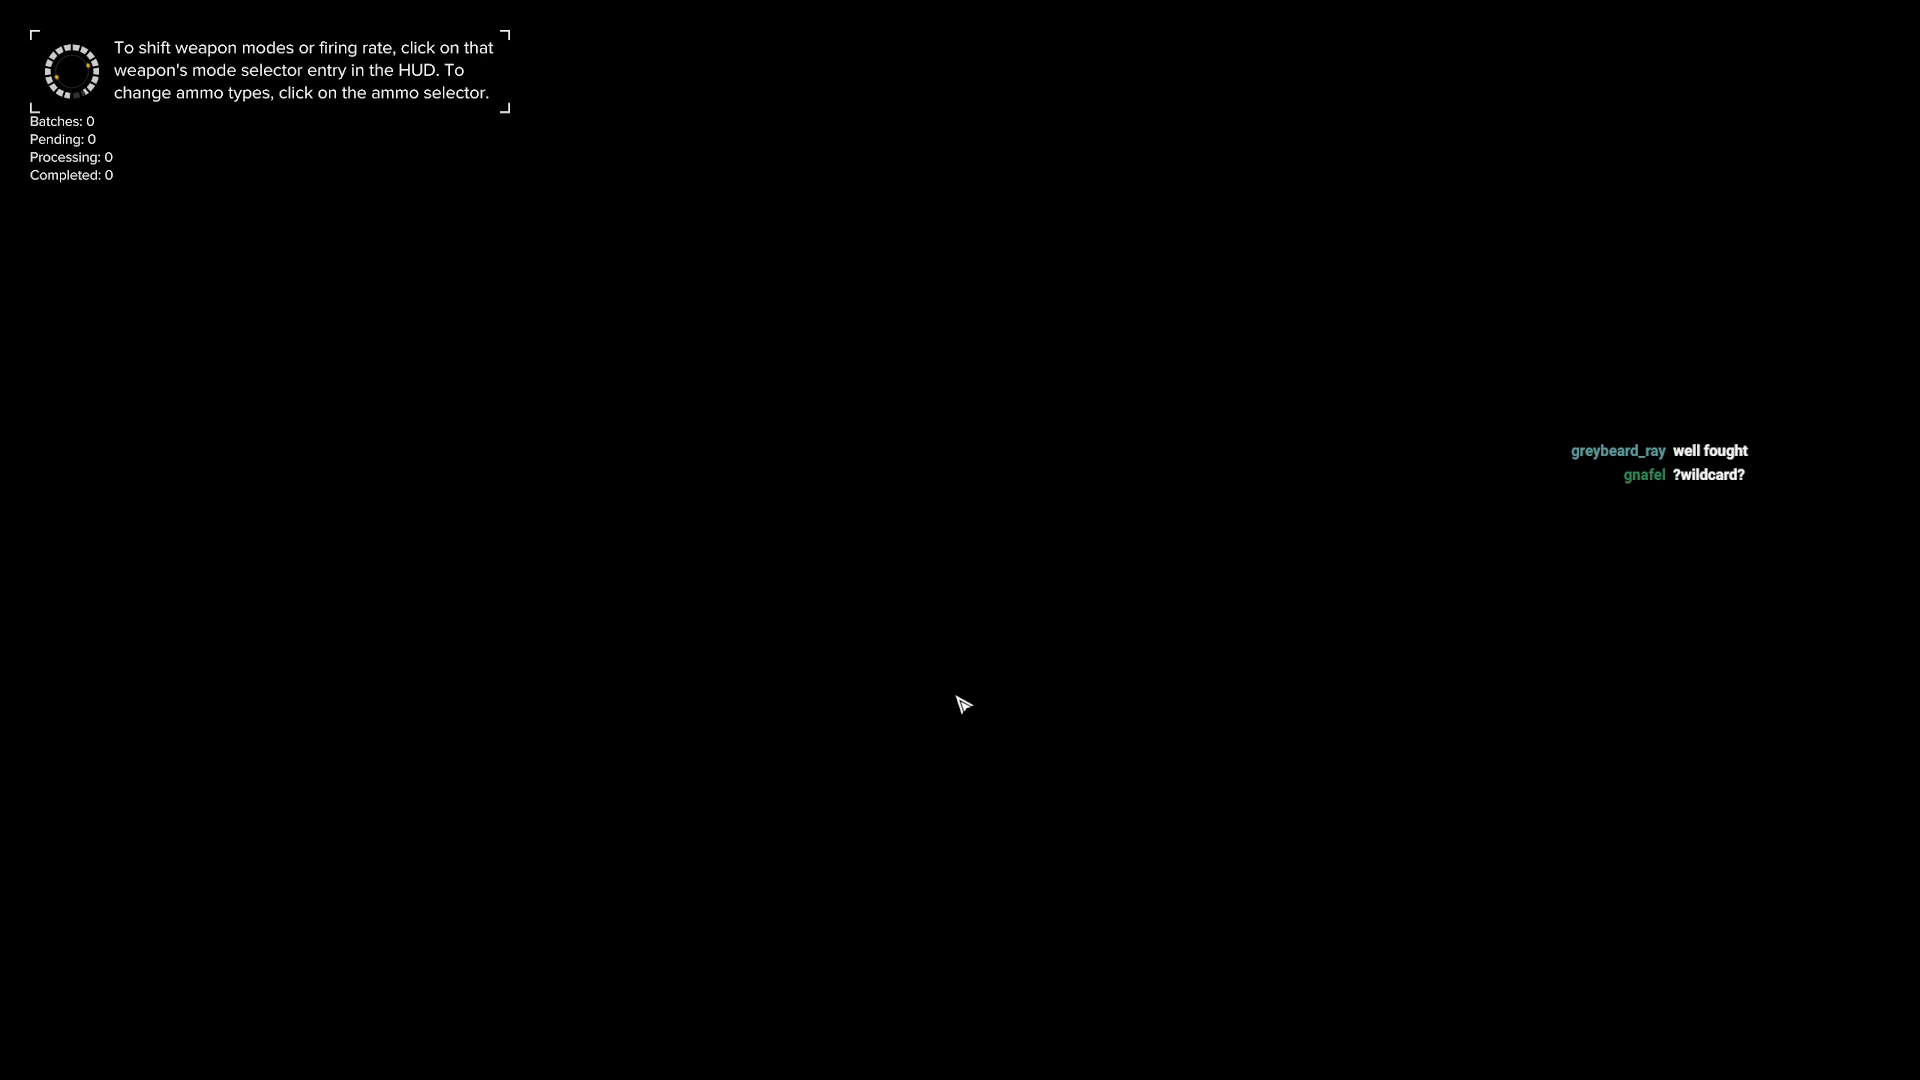 To shift weapon modes or firing rate, click on that
weapon's mode selector entry in the HUD. To
change ammo types, click on the ammo selector.
Batches: 0
Pending: 0
Processing: 0
Completed: 0
greybeard_ray well fought
gnafel ?wildcard?